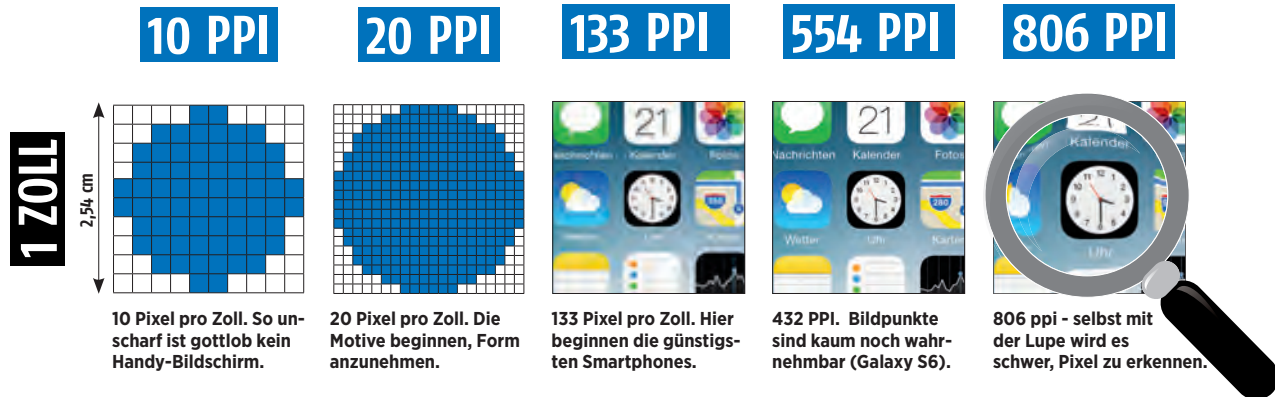 10 PPI
20 PPI
133 PPI
554 PPI
806 PPI
1 ZOLL
2,54 cm
21
Kalender
Fotos
21
Nachrichten
Kalender
Fotos
280
Wetter
Uhr
Karten
Kalender
Uhr
10 Pixel pro Zoll. So un-
scharf ist gottlob kein
Handy-Bildschirm.
20 Pixel pro Zoll. Die
Motive beginnen, Form
anzunehmen.
133 Pixel pro Zoll. Hier
beginnen die günstigs-
ten Smartphones.
432 PPI. Bildpunkte
sind kaum noch wahr-
nehmbar (Galaxy S6).
806 ppi - selbst mit
der Lupe wird es
schwer, Pixel zu erkennen.